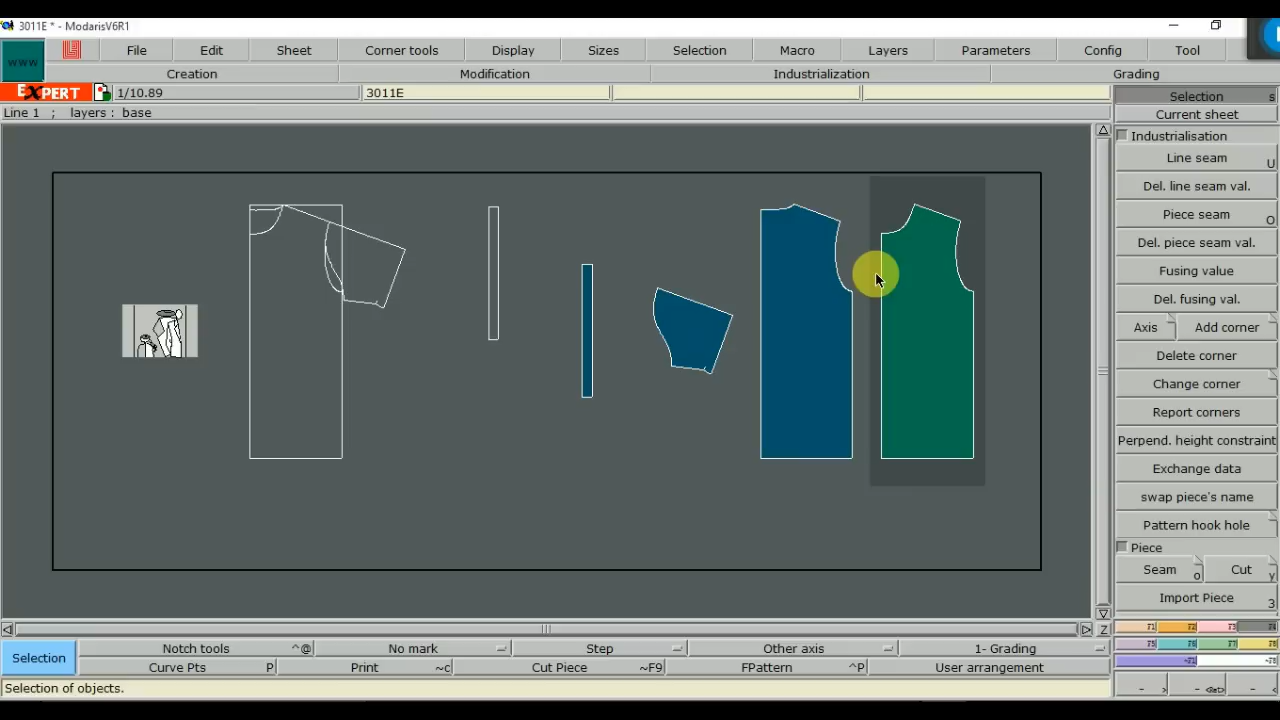 3011E * - ModarisV6R1
www
File Edit Sheet Corner tools Display Sizes Selection Macro Layers Parameters Config Tool
Creation Modification Industrialization Grading
EXPERT 1/10.89 3011E
Line 1 ; layers : base
Selection s
Current sheet
Industrialisation
Line seam U
Del. line seam val.
Piece seam O
Del. piece seam val.
Fusing value
Del. fusing val.
Axis Add corner
Delete corner
Change corner
Report corners
Perpend. height constraint
Exchange data
swap piece's name
Pattern hook hole
Piece
Seam o Cut y
Import Piece 3
Z
Selection
Notch tools ^@ No mark Step Other axis 1- Grading
Curve Pts P Print ~c Cut Piece ~F9 FPattern ^P User arrangement
Selection of objects.